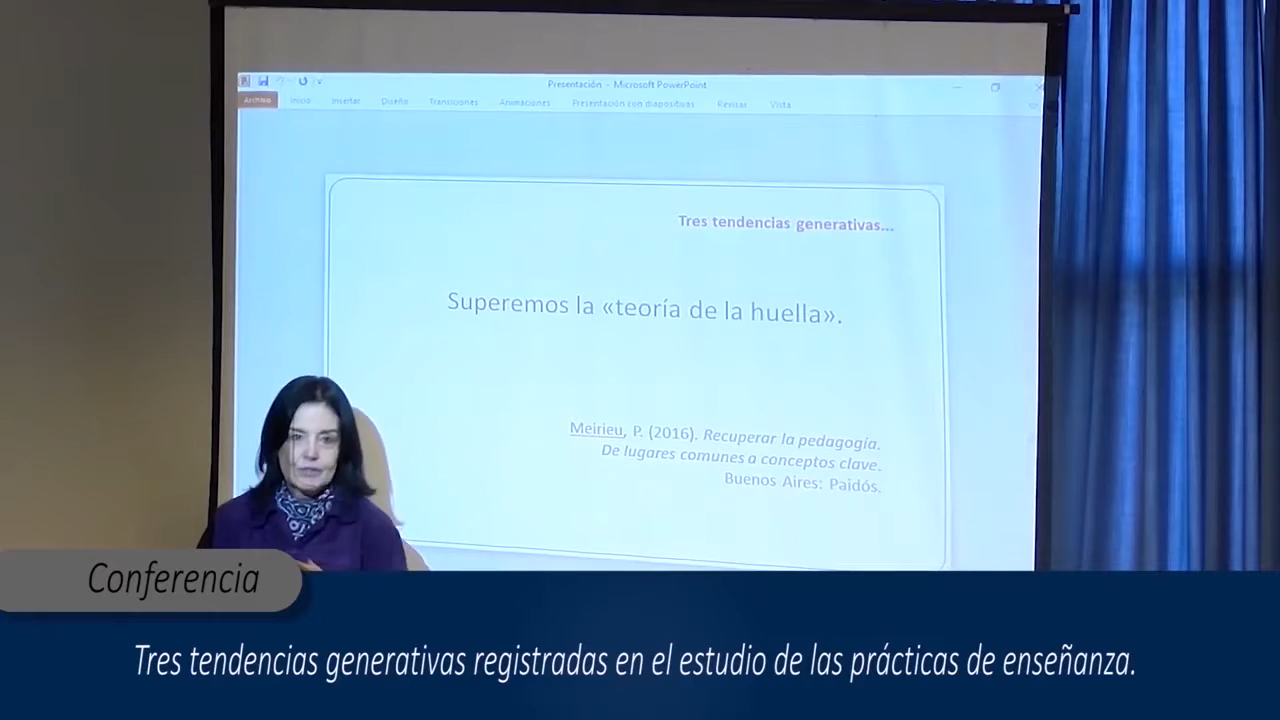 Presentación - Microsoft PowerPoint
Archivo Inicio Insertar Diseño Transiciones Animaciones Presentación con diapositivas Revisar Vista
Tres tendencias generativas...
Superemos la «teoría de la huella».
Meirieu, P. (2016). Recuperar la pedagogía.
De lugares comunes a conceptos clave.
Buenos Aires: Paidós.
Conferencia
Tres tendencias generativas registradas en el estudio de las prácticas de enseñanza.